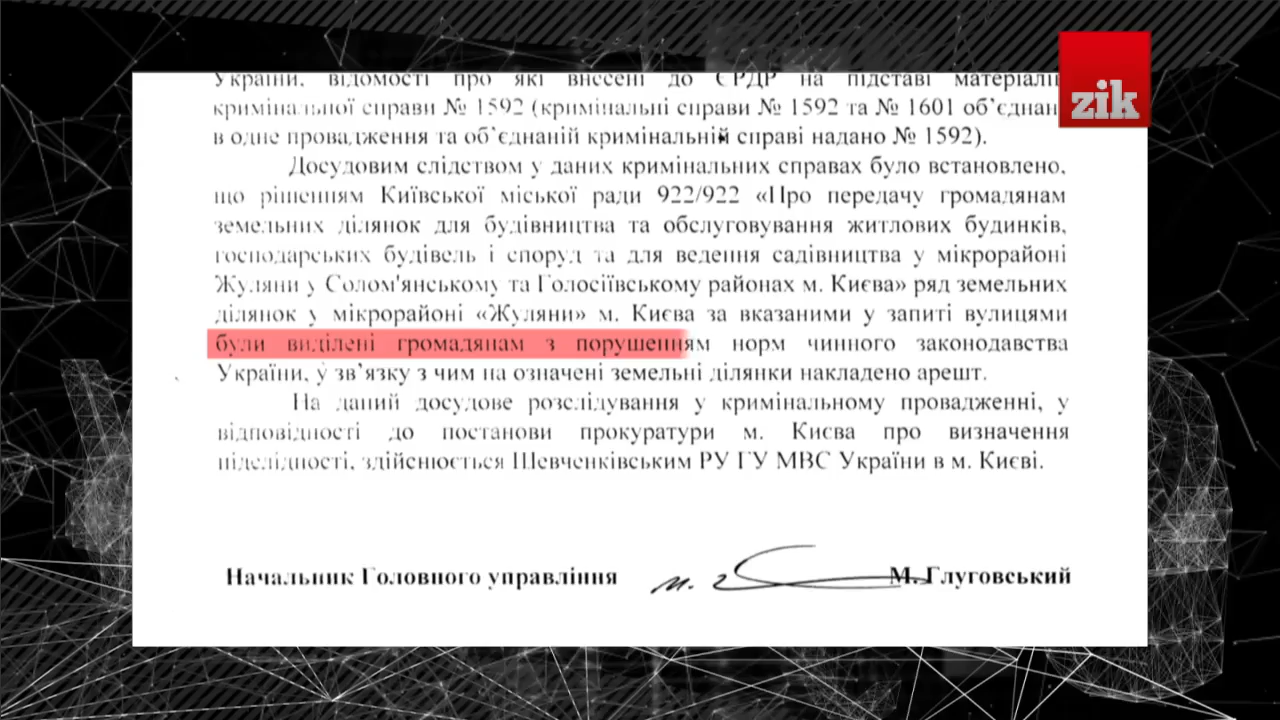 zik
України, відомості про які внесені до ЄРДР на підставі матеріалі
кримінальної справи № 1592 (кримінальні справи № 1592 та № 1601 об’єднан
в одне провадження та об’єднаній кримінальній справі надано № 1592).
Досудовим слідством у даних кримінальних справах було встановлено,
що рішенням Київської міської ради 922/922 «Про передачу громадянам
земельних ділянок для будівництва та обслуговування житлових будинків,
господарських будівель і споруд та для ведення садівництва у мікрорайоні
Жуляни у Солом'янському та Голосіївському районах м. Києва» ряд земельних
ділянок у мікрорайоні «Жуляни» м. Києва за вказаними у запиті вулицями
були виділені громадянам з порушенням норм чинного законодавства
України, у зв’язку з чим на означені земельні ділянки накладено арешт.
На даний досудове розслідування у кримінальному провадженні, у
відповідності до постанови прокуратури м. Києва про визначення
підслідності, здійснюється Шевченківським РУ ГУ МВС України в м. Києві.
Начальник Головного управління М. Глуговський